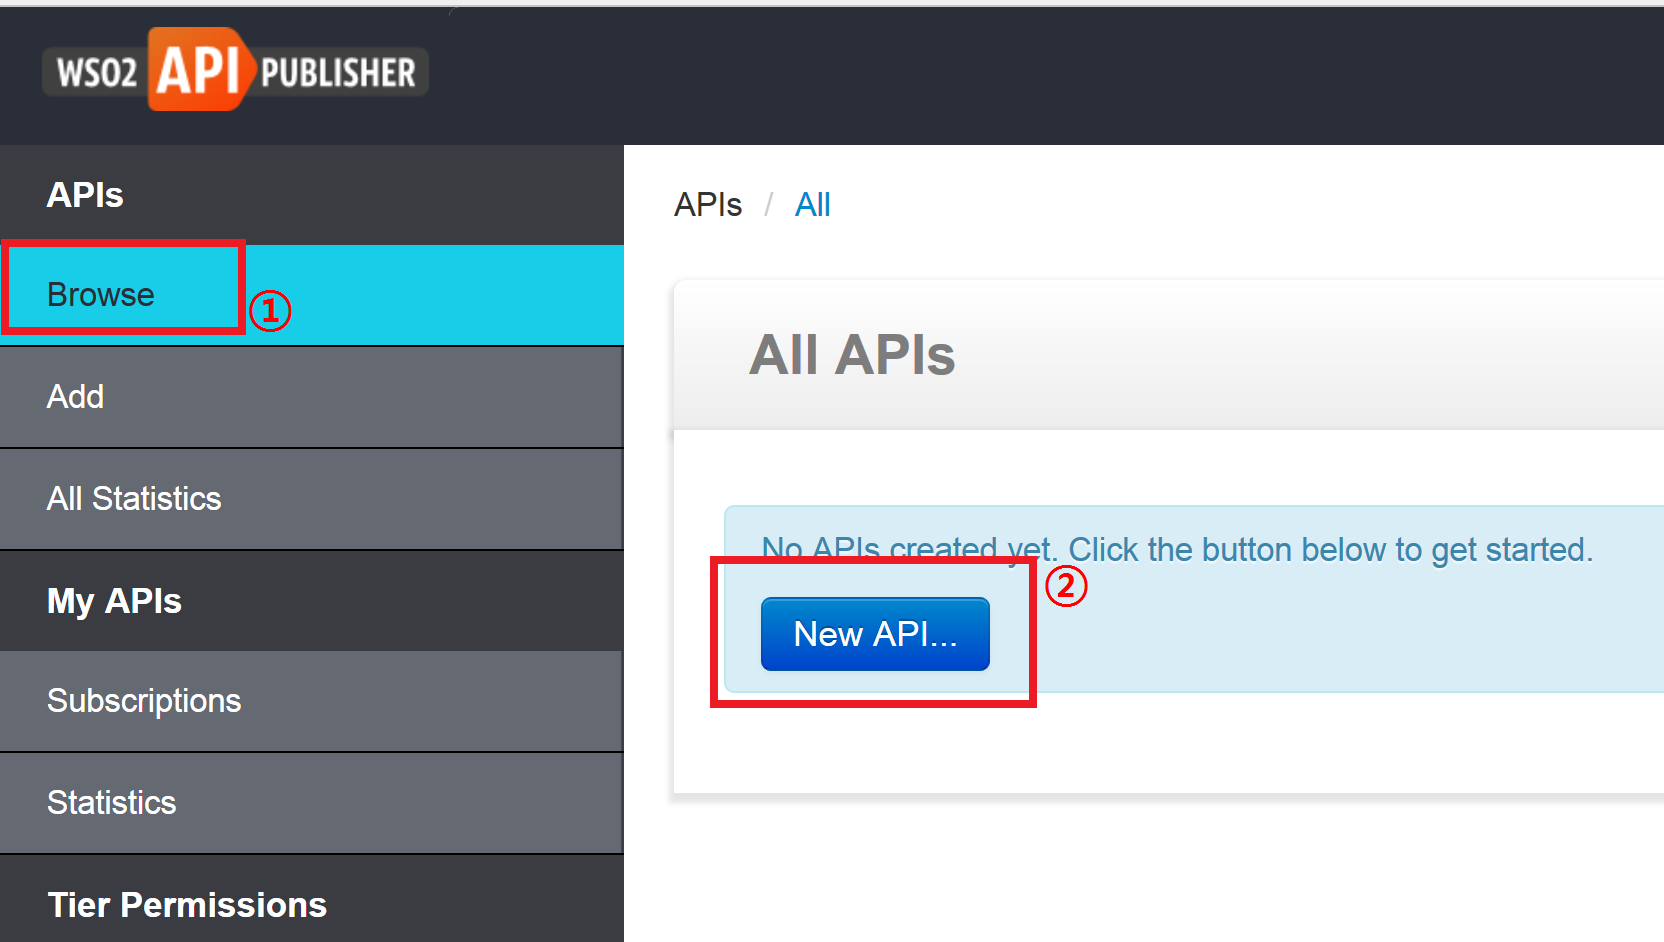 WSO2 API PUBLISHER
APIs
Browse
①
Add
All Statistics
My APIs
Subscriptions
Statistics
Tier Permissions
APIs / All
All APIs
No APIs created yet. Click the button below to get started.
②
New API...